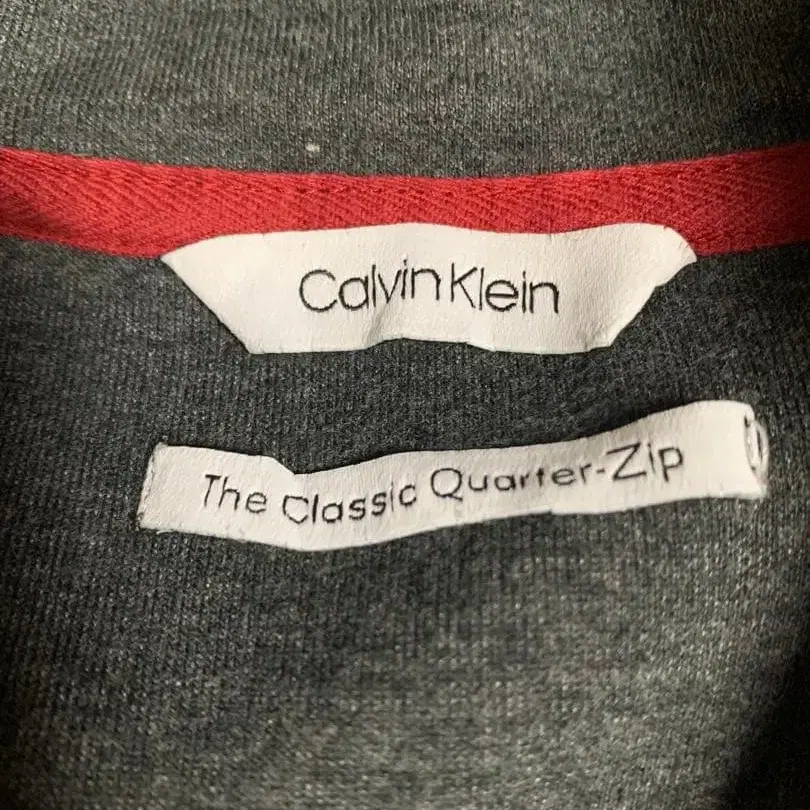 Calvin Klein
The Classic Quarter-Zip